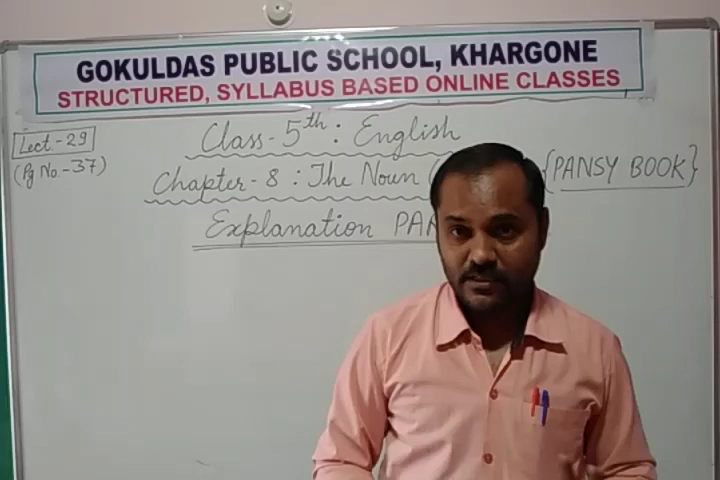 GOKULDAS PUBLIC SCHOOL, KHARGONE
STRUCTURED, SYLLABUS BASED ONLINE CLASSES
Lect.-29
(Pg No.-37)
Class-5th : English
Chapter-8 : The Noun (
{PANSY BOOK}
Explanation